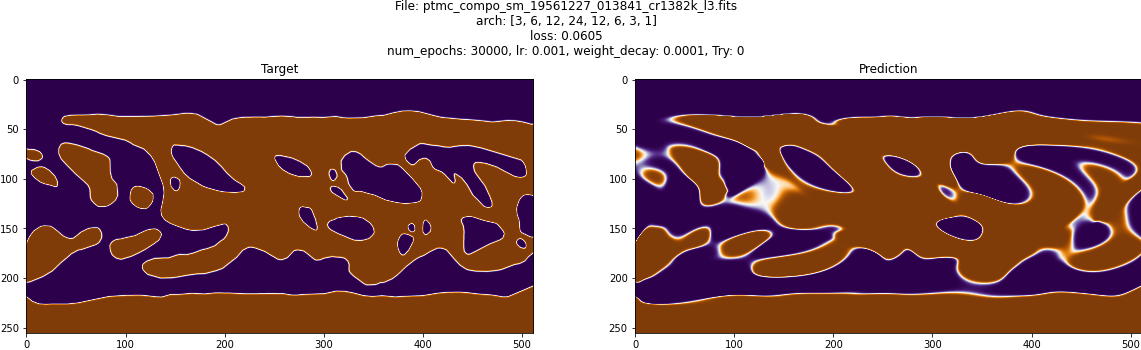 File: ptmc_compo_sm_19561227_013841_cr1382k_l3.fits
arch: [3, 6, 12, 24, 12, 6, 3, 1]
loss: 0.0605
num_epochs: 30000, lr: 0.001, weight_decay: 0.0001, Try: 0
Target
0
50
100
150
200
250
0 100 200 300 400 500
Prediction
0
50
100
150
200
250
0 100 200 300 400 500